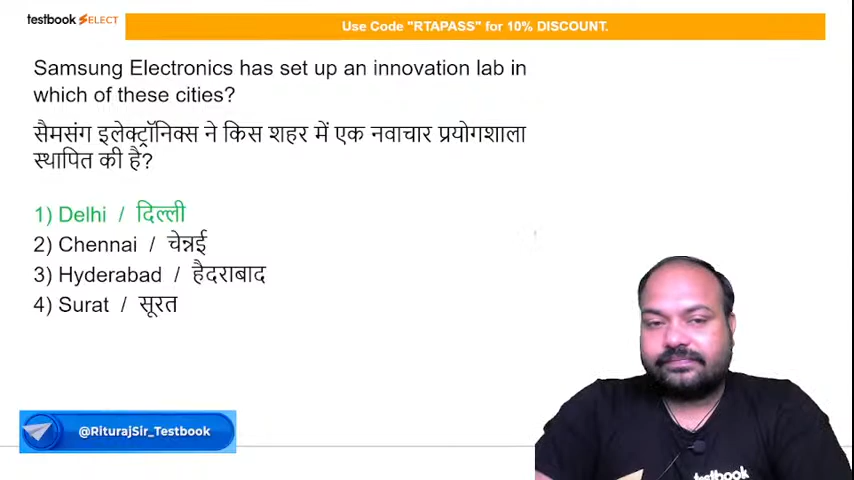 testbook SELECT
Use Code "RTAPASS" for 10% DISCOUNT.
Samsung Electronics has set up an innovation lab in
which of these cities?
सैमसंग इलेक्ट्रॉनिक्स ने किस शहर में एक नवाचार प्रयोगशाला
स्थापित की है?
1) Delhi / दिल्ली
2) Chennai / चेन्नई
3) Hyderabad / हैदराबाद
4) Surat / सूरत
@RiturajSir_Testbook
testbook